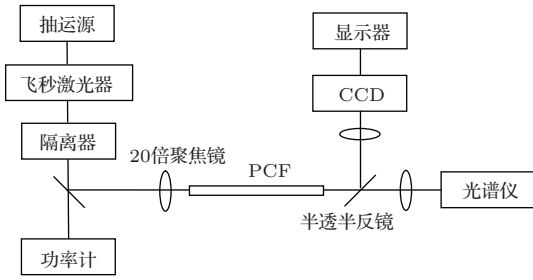 抽运源
飞秒激光器
隔离器
功率计
20倍聚焦镜
PCF
显示器
CCD
半透半反镜
光谱仪